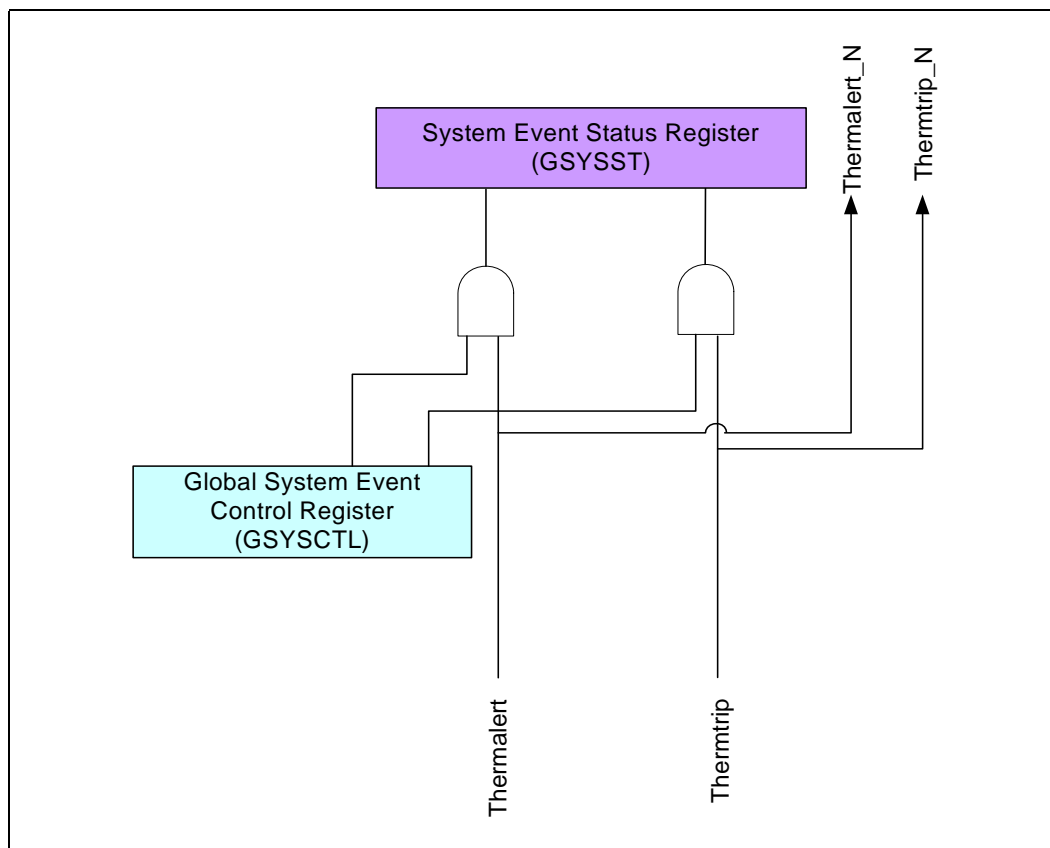 Thermalert_N
Thermtrip_N
System Event Status Register
(GSYSST)
Global System Event
Control Register
(GSYSCTL)
Thermalert
Thermtrip